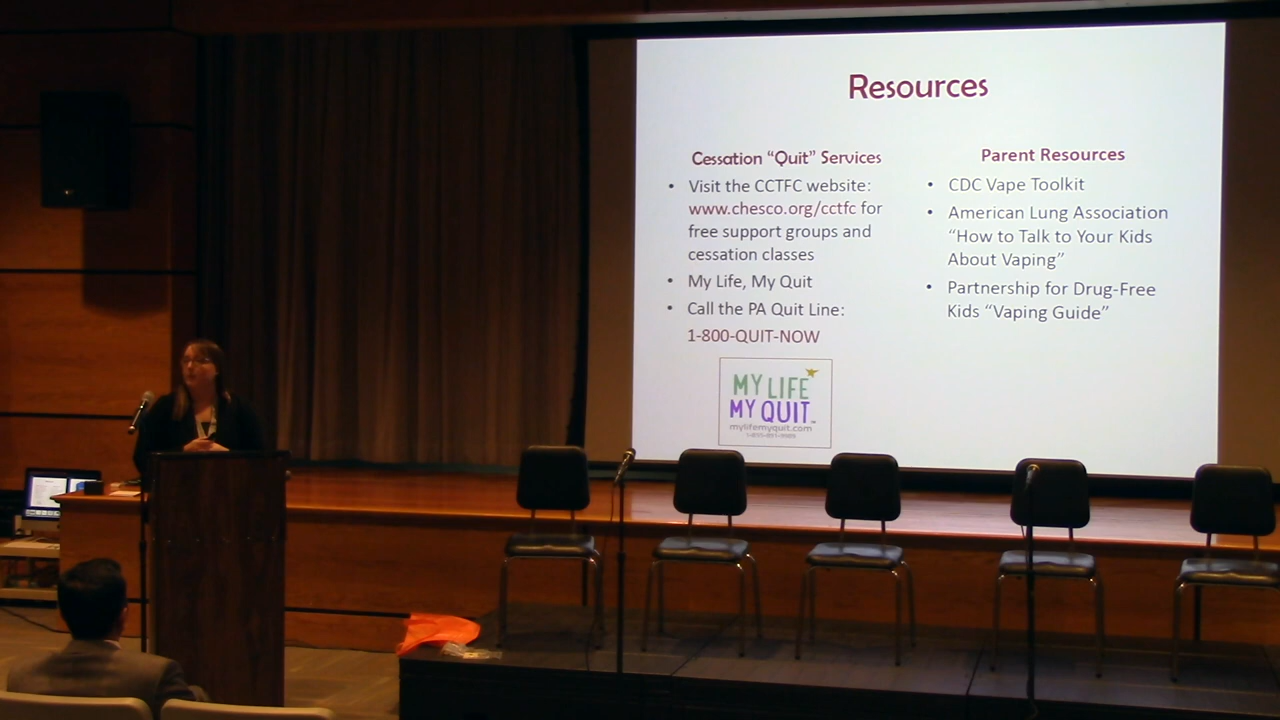 Resources
Cessation “Quit” Services
• Visit the CCTFC website:
www.chesco.org/cctfc for
free support groups and
cessation classes
• My Life, My Quit
• Call the PA Quit Line:
1-800-QUIT-NOW
MY LIFE
MY QUIT
mylifemyquit.com
Parent Resources
• CDC Vape Toolkit
• American Lung Association
“How to Talk to Your Kids
About Vaping”
• Partnership for Drug-Free
Kids “Vaping Guide”